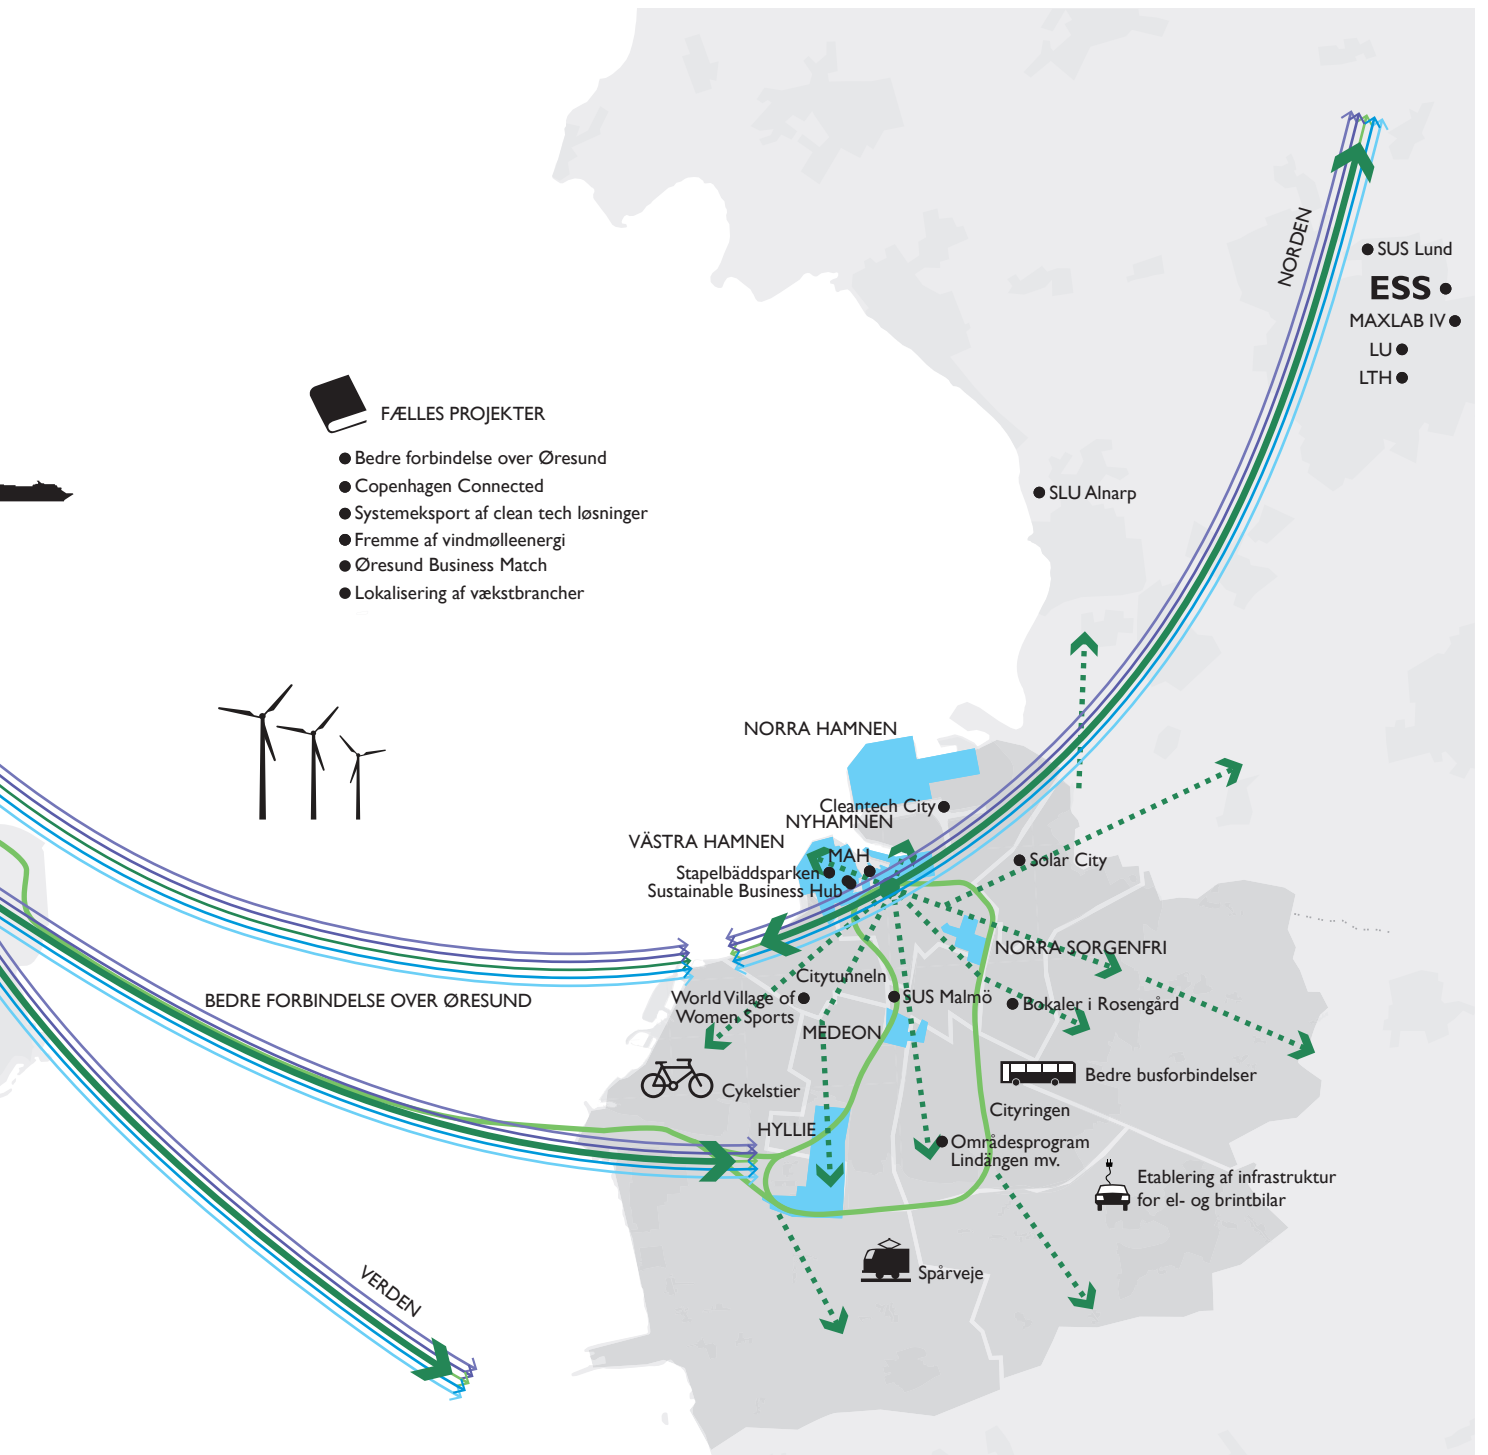 NORDEN
SUS Lund
ESS
MAXLAB IV
LU
LTH
FÆLLES PROJEKTER
Bedre forbindelse over Øresund
Copenhagen Connected
Systemeksport af clean tech løsninger
Fremme af vindmølleenergi
Øresund Business Match
Lokalisering af vækstbrancher
SLU Alnarp
NORRA HAMNEN
Cleantech City
NYHAMNEN
VÄSTRA HAMNEN
MAH
Solar City
Stapelbäddsparken
Sustainable Business Hub
NORRA SORGENFRI
Citytunneln
World Village of
Women Sports
SUS Malmö
BEDRE FORBINDELSE OVER ØRESUND
Bokaler i Rosengård
MEDEON
Bedre busforbindelser
Cykelstier
Cityringen
HYLLIE
Områdesprogram
Lindängen mv.
Etablering af infrastruktur
for el- og brintbilar
Spårveje
VERDEN